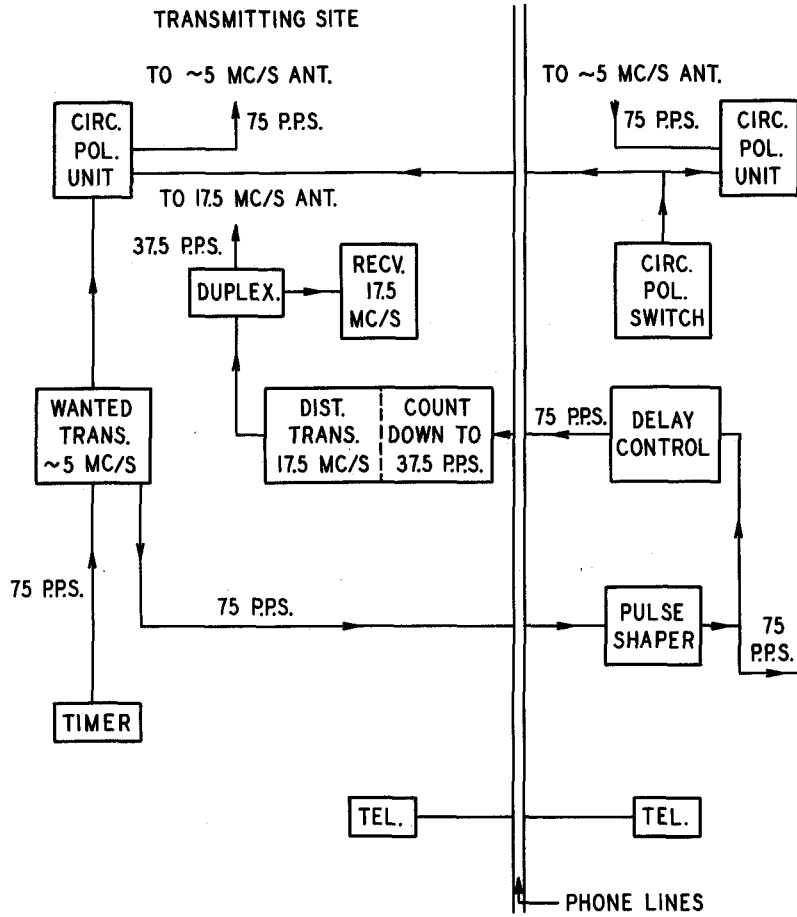 TRANSMITTING SITE
TO ~5 MC/S ANT.
75 P.P.S.
CIRC.
POL.
UNIT
TO 17.5 MC/S ANT.
37.5 P.P.S.
DUPLEX.
RECV.
17.5
MC/S
WANTED
TRANS.
~5 MC/S
DIST.
TRANS.
17.5 MC/S
COUNT
DOWN TO
37.5 P.P.S.
75 P.P.S.
75 P.P.S.
TIMER
TEL.
TO ~5 MC/S ANT.
75 P.P.S.
CIRC.
POL.
UNIT
CIRC.
POL.
SWITCH
75 P.P.S.
DELAY
CONTROL
PULSE
SHAPER
75
P.P.S.
TEL.
PHONE LINES